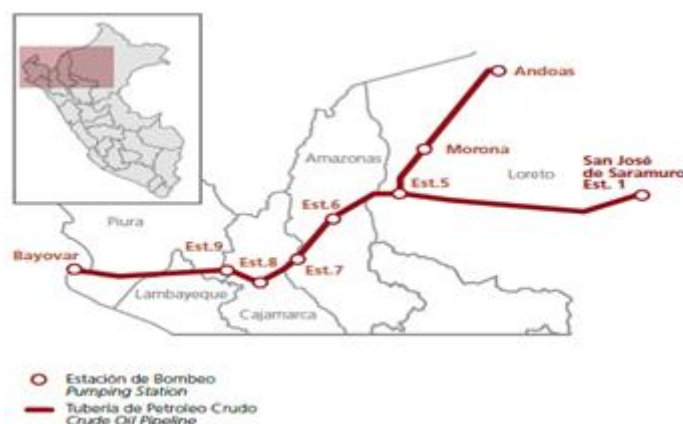 Andoas
Morona
Amazonas
San José
de Saramuro
Est. 1
Loreto
Est.5
Est.6
Piura
Est.9
Est.8
Est.7
Bayovar
Lambayeque
Cajamarca
Estación de Bombeo
Pumping Station
Tubería de Petroleo Crudo
Crude Oil Pipeline